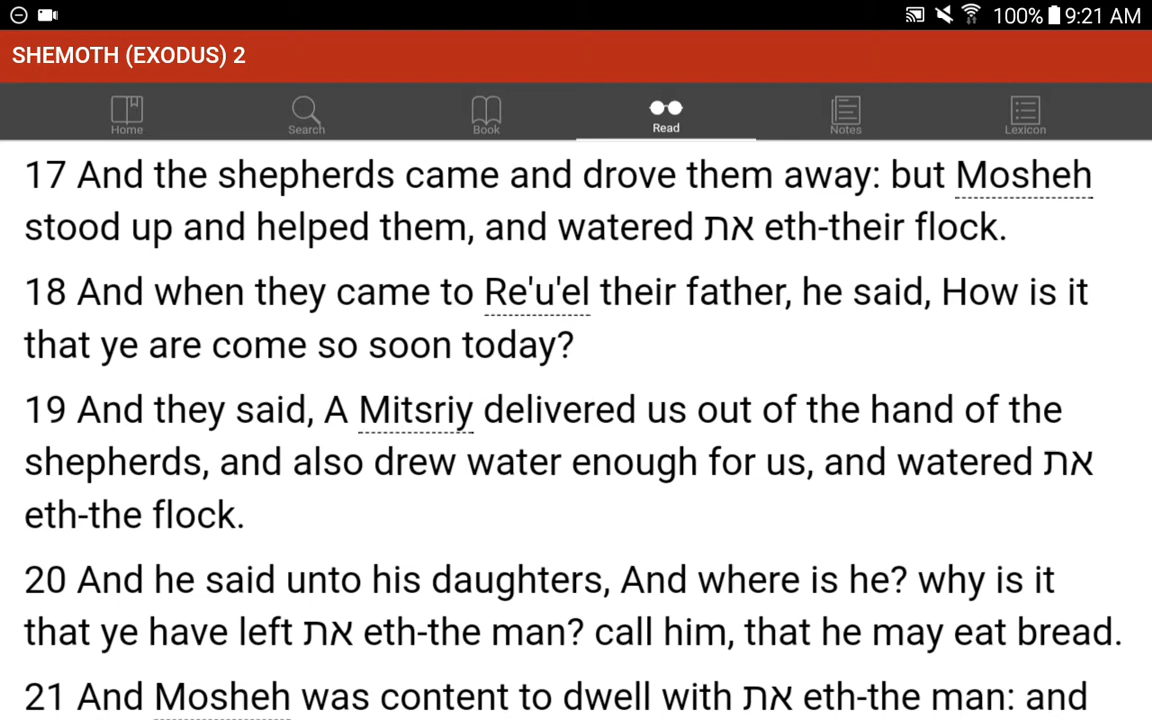 100% 9:21 AM
SHEMOTH (EXODUS) 2
Home Search Book Read Notes Lexicon
17 And the shepherds came and drove them away: but Mosheh
stood up and helped them, and watered את eth-their flock.
18 And when they came to Re'u'el their father, he said, How is it
that ye are come so soon today?
19 And they said, A Mitsriy delivered us out of the hand of the
shepherds, and also drew water enough for us, and watered את
eth-the flock.
20 And he said unto his daughters, And where is he? why is it
that ye have left את eth-the man? call him, that he may eat bread.
21 And Mosheh was content to dwell with את eth-the man: and